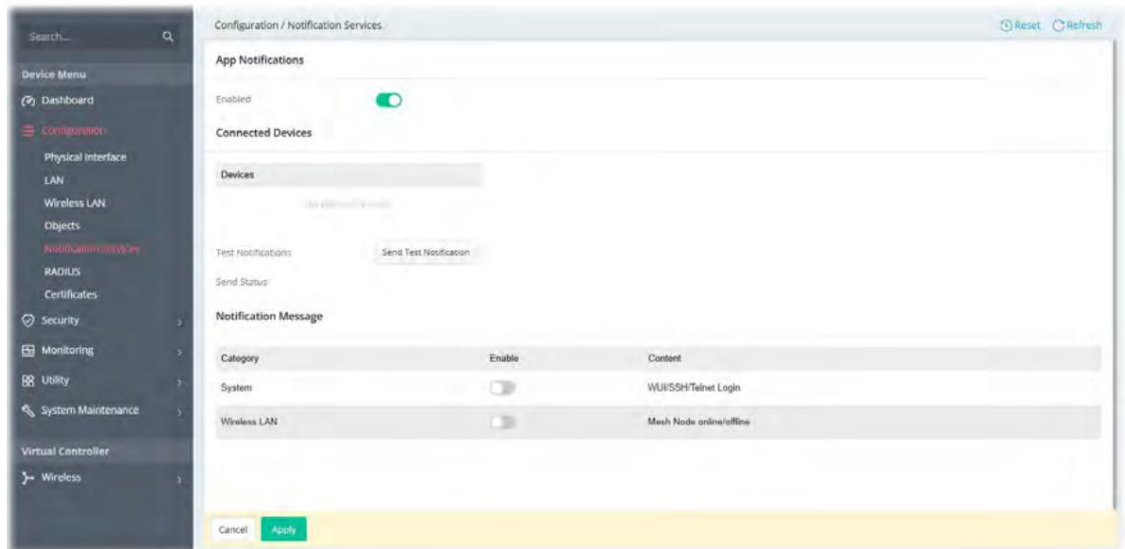 Search...
Device Menu
Dashboard
Configuration
Physical Interface
LAN
Wireless LAN
Objects
Notification Services
RADIUS
Certificates
Security
Monitoring
Utility
System Maintenance
Virtual Controller
Wireless
Configuration / Notification Services
Reset Refresh
App Notifications
Enabled
Connected Devices
Devices
Test Notifications Send Test Notification
Send Status
Notification Message
Category Enable Content
System WUI/SSH/Telnet Login
Wireless LAN Mesh Node online/offline
Cancel Apply